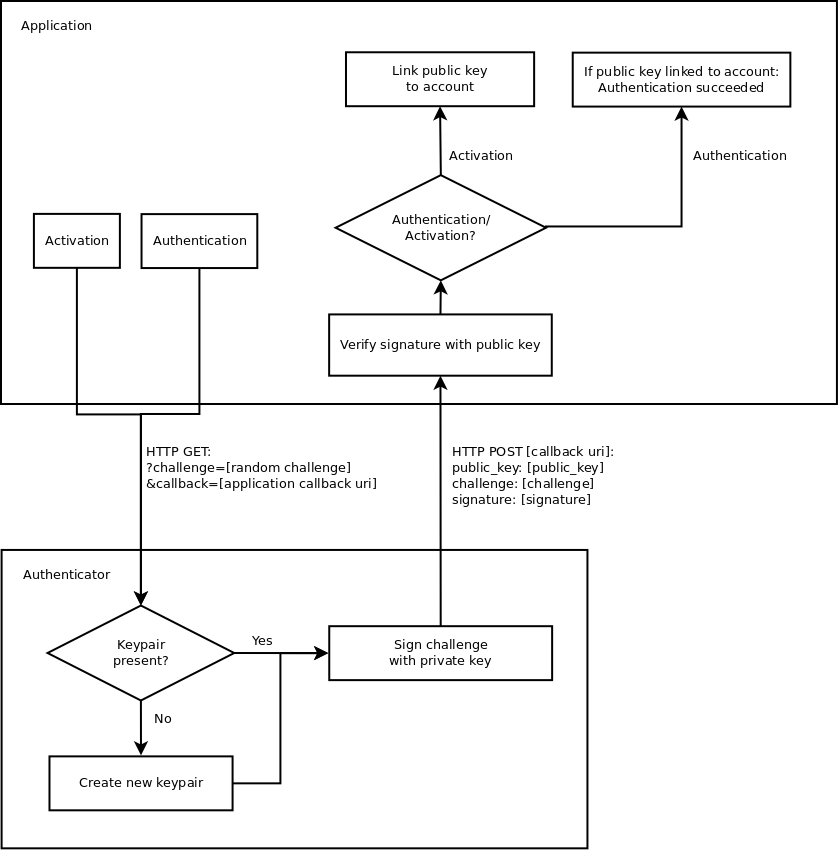 Application
Link public key
to account
If public key linked to account:
Authentication succeeded
Activation
Authentication
Authentication/
Activation?
Activation
Authentication
Verify signature with public key
HTTP GET:
?challenge=[random challenge]
&callback=[application callback uri]
HTTP POST [callback uri]:
public_key: [public_key]
challenge: [challenge]
signature: [signature]
Authenticator
Keypair
present?
Yes
Sign challenge
with private key
No
Create new keypair